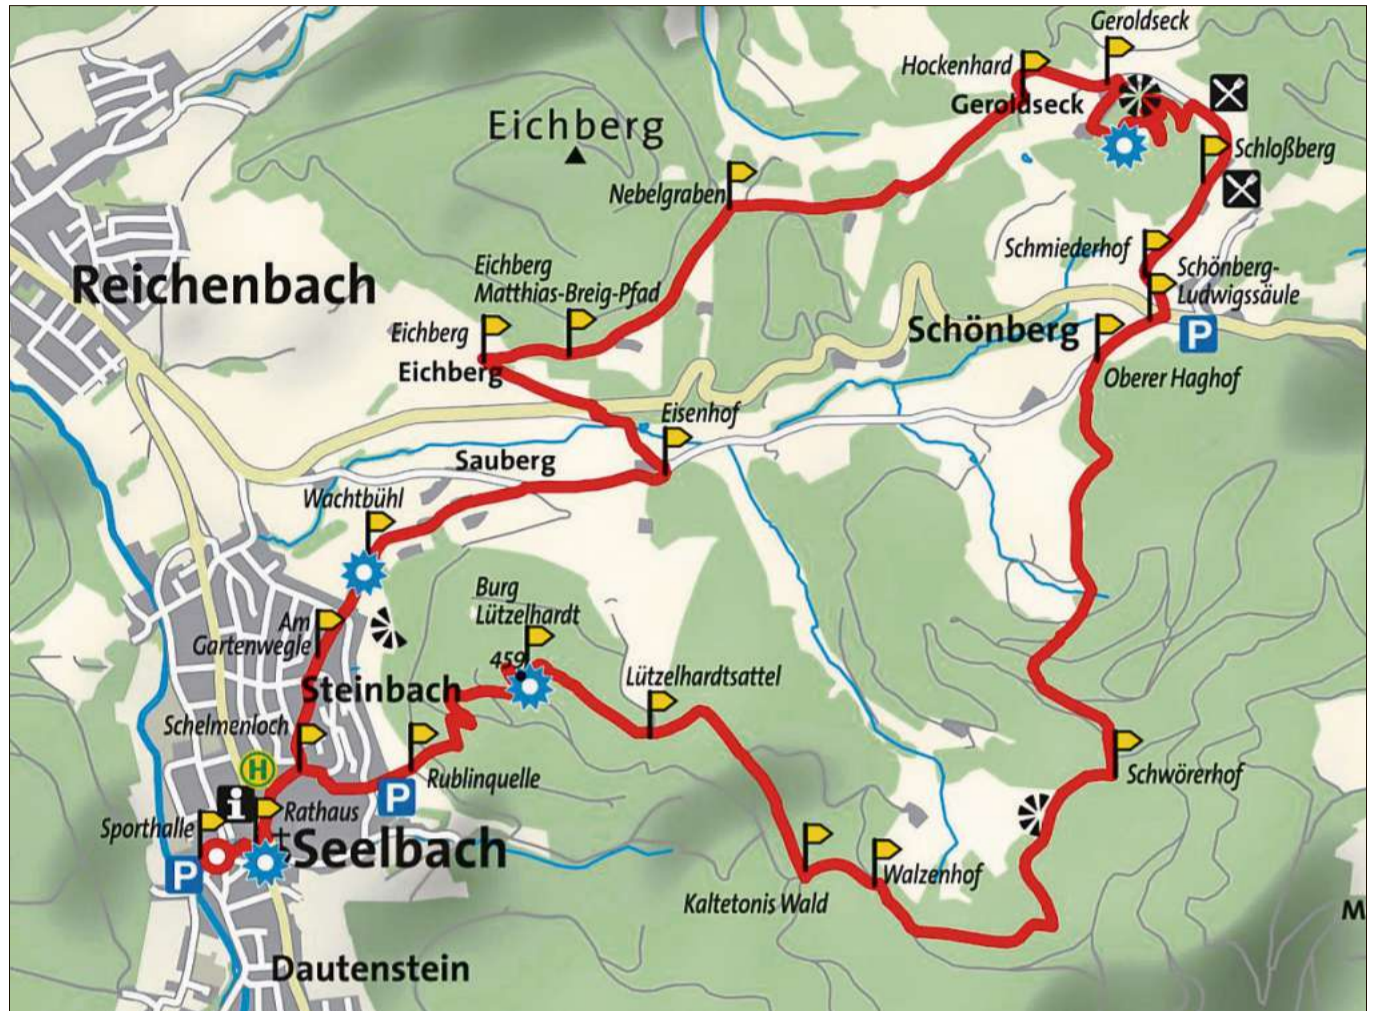 Geroldseck
Hockenhard
Geroldseck
Eichberg
Schloßberg
Nebelgraben
Schmiederhof
Eichberg
Matthias-Breig-Pfad
Schönberg-
Ludwigssäule
Reichenbach
Eichberg
Schönberg
P
Eichberg
Oberer Haghof
Eisenhof
Sauberg
Wachtbühl
Burg
Lützelhardt
Am
Gartenwegle
459
Steinbach
Lützelhardtsattel
Schelmenloch
H
Rublinquelle
Schwörerhof
P
i
Rathaus
Sporthalle
Seelbach
P
Walzenhof
Kaltetonis Wald
M
Dautenstein